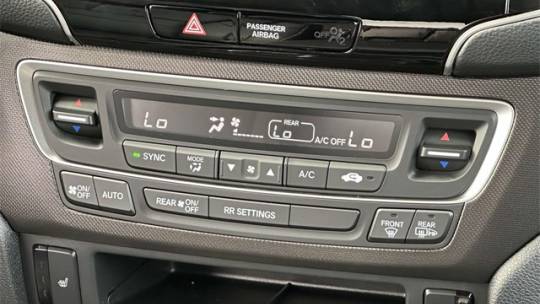 PASSENGER
AIRBAG
OFF
REAR
Lo
Lo
A/C OFF Lo
SYNC
MODE
A/C
ON/
OFF
AUTO
REAR ON/
OFF
RR SETTINGS
FRONT
REAR